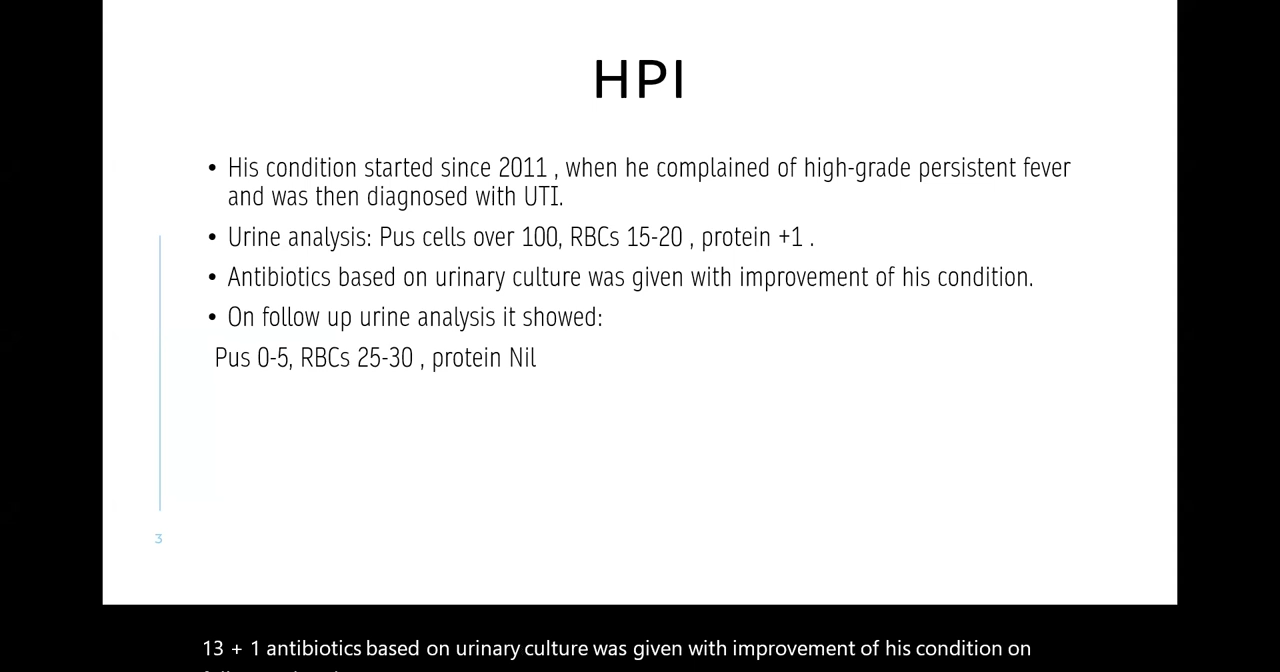 HPI
• His condition started since 2011 , when he complained of high-grade persistent fever
and was then diagnosed with UTI.
• Urine analysis: Pus cells over 100, RBCs 15-20 , protein +1 .
• Antibiotics based on urinary culture was given with improvement of his condition.
• On follow up urine analysis it showed:
Pus 0-5, RBCs 25-30 , protein Nil
3
13 + 1 antibiotics based on urinary culture was given with improvement of his condition on